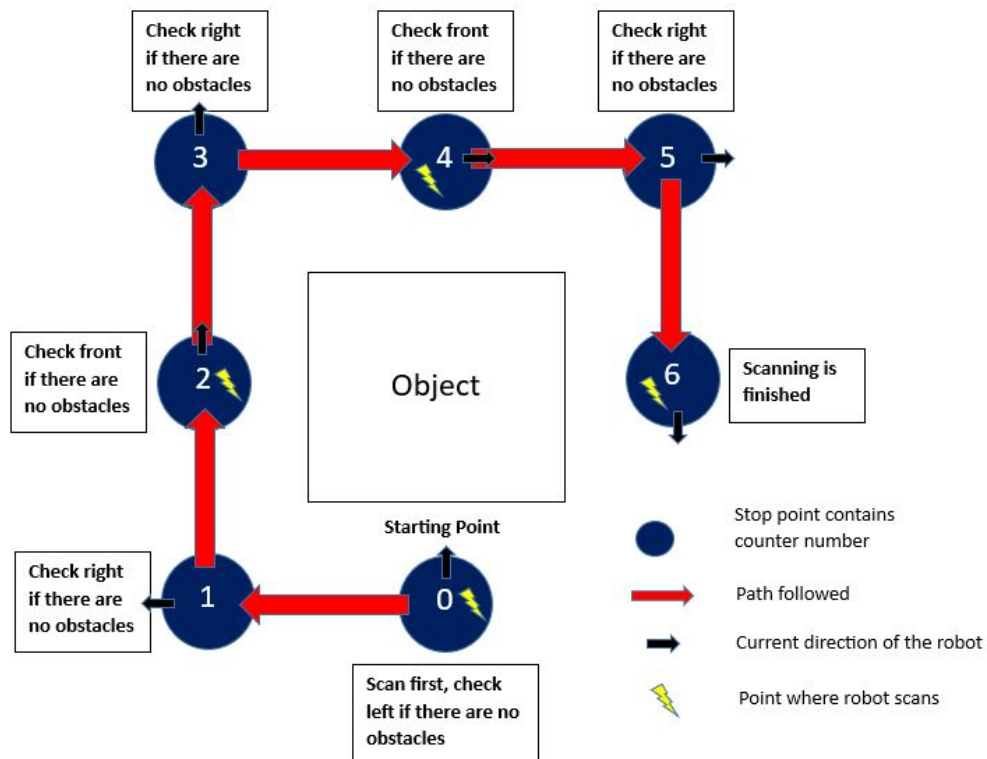 Check right
if there are
no obstacles
Check front
if there are
no obstacles
Check right
if there are
no obstacles
3
4
5
Check front
if there are
no obstacles
2
Object
6
Scanning is
finished
Starting Point
Check right
if there are
no obstacles
1
0
Scan first, check
left if there are no
obstacles
Stop point contains
counter number
Path followed
Current direction of the robot
Point where robot scans